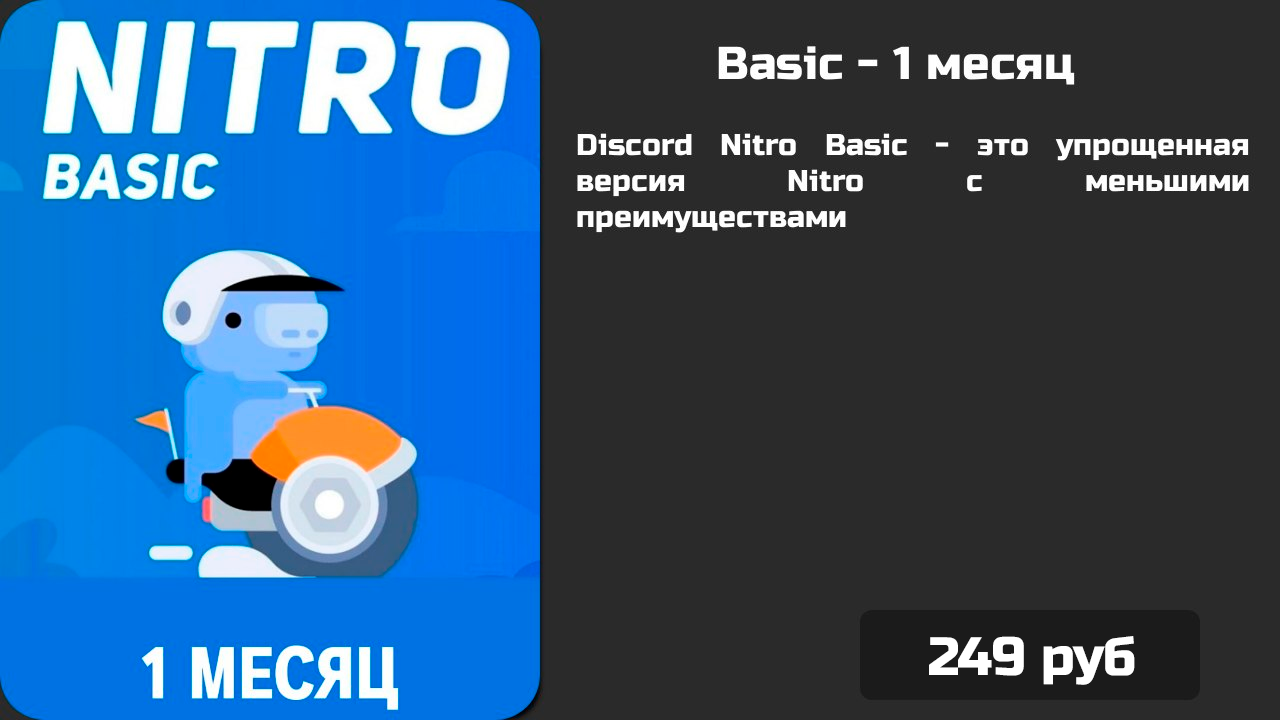 NITRO
BASIC
1 МЕСЯЦ
Basic - 1 месяц
Discord Nitro Basic - это упрощенная
версия Nitro с меньшими
преимуществами
249 руб